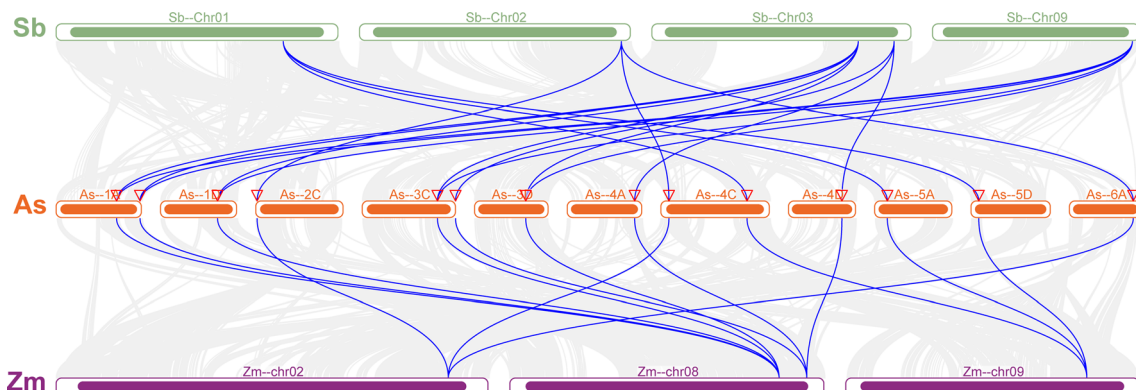 Sb Sb--Chr01 Sb--Chr02 Sb--Chr03 Sb--Chr09
As As--2C As--3C As--4A As--4C As--5A As--5D As--6A
Zm Zm--chr02 Zm--chr08 Zm--chr09